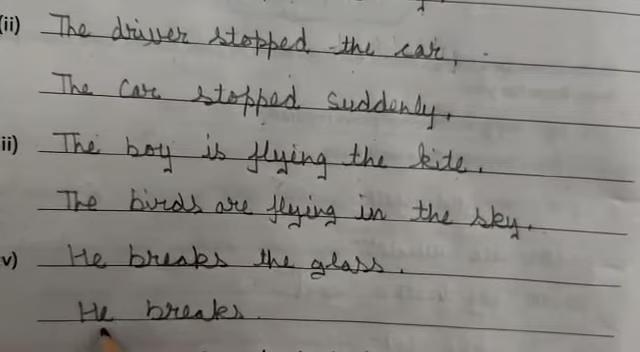 (ii) The driver stopped the car.
The car stopped suddenly.
ii) The boy is flying the kite.
The birds are flying in the sky.
v) He breaks the glass.
He breaks.